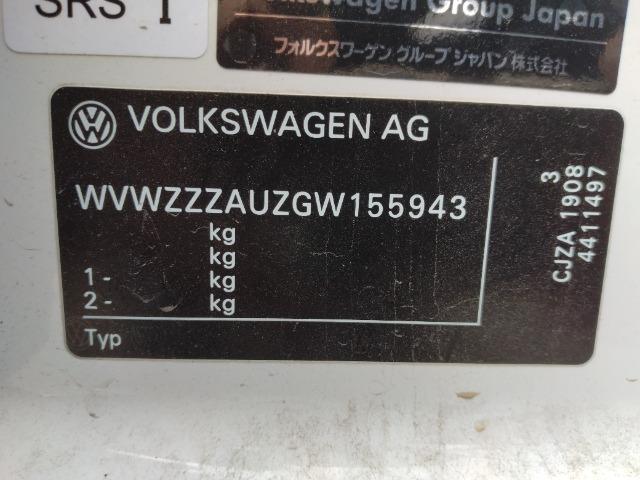 SRS I
Volkswagen Group Japan
フォルクスワーゲン グループ ジャパン 株式会社
VOLKSWAGEN AG
WVWZZZAUZGW155943
kg
kg
1- kg
2- kg
Typ
3
CJZA 1908
4411497